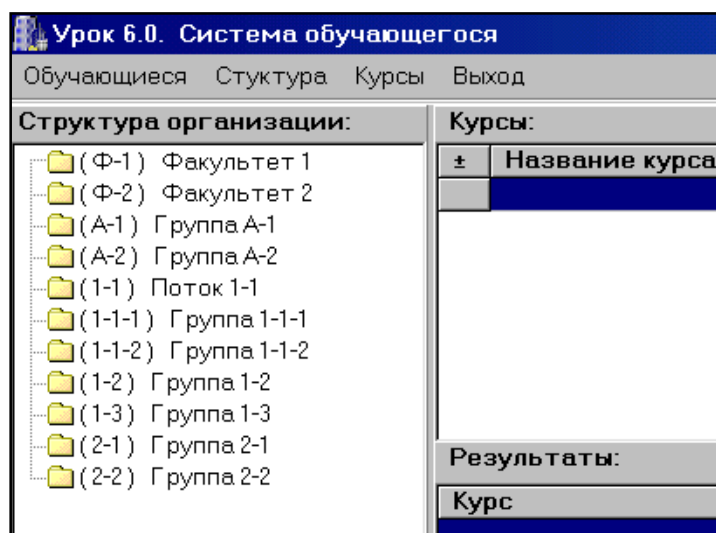 Урок 6.0. Система обучающегося
Обучающиеся Стуктура Курсы Выход
Структура организации:
(Ф-1) Факультет 1
(Ф-2) Факультет 2
(А-1) Группа А-1
(А-2) Группа А-2
(1-1) Поток 1-1
(1-1-1) Группа 1-1-1
(1-1-2) Группа 1-1-2
(1-2) Группа 1-2
(1-3) Группа 1-3
(2-1) Группа 2-1
(2-2) Группа 2-2
Курсы:
± Название курса
Результаты:
Курс